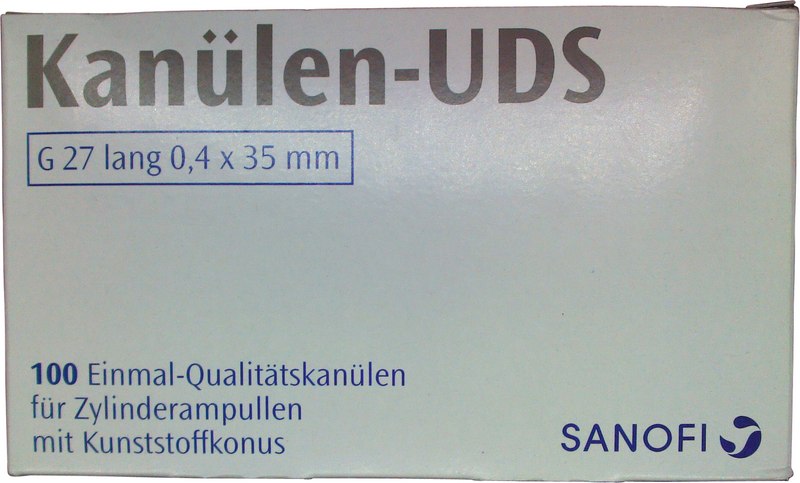 Kanülen-UDS
G 27 lang 0,4 x 35 mm
100 Einmal-Qualitätskanülen
für Zylinderampullen
mit Kunststoffkonus
SANOFI